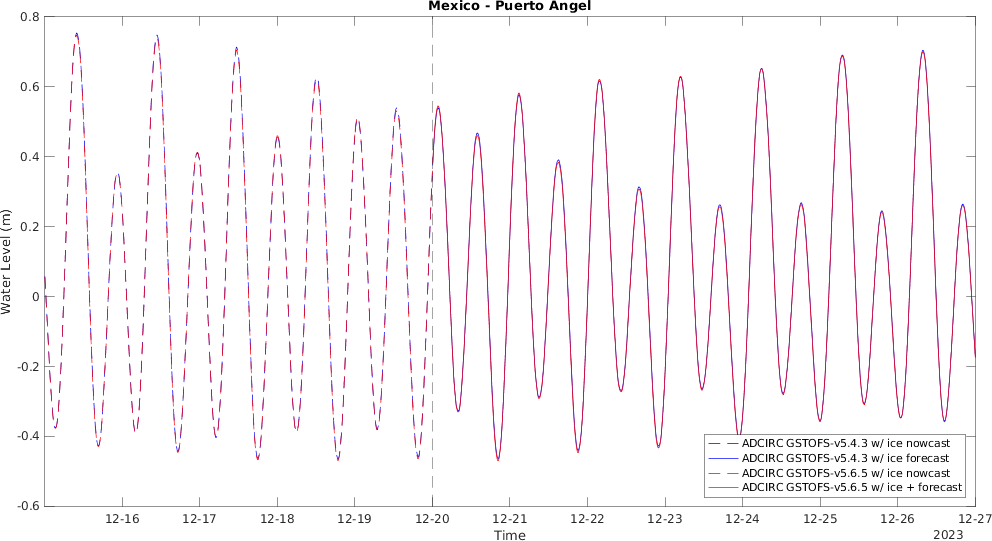 Mexico - Puerto Angel
Water Level (m)
0.8
0.6
0.4
0.2
0
-0.2
-0.4
-0.6
ADCIRC GSTOFS-v5.4.3 w/ ice nowcast
ADCIRC GSTOFS-v5.4.3 w/ ice forecast
ADCIRC GSTOFS-v5.6.5 w/ ice nowcast
ADCIRC GSTOFS-v5.6.5 w/ ice + forecast
12-16 12-17 12-18 12-19 12-20 12-21 12-22 12-23 12-24 12-25 12-26 12-27
Time
2023